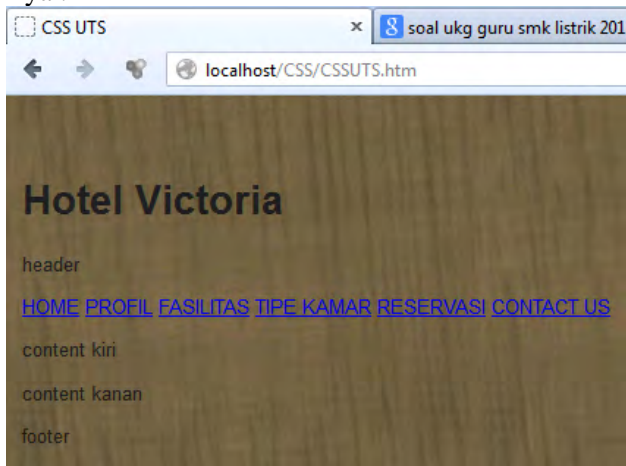 CSS UTS
soal ukg guru smk listrik 201
localhost/CSS/CSSUTS.htm
Hotel Victoria
header
HOME PROFIL FASILITAS TIPE KAMAR RESERVASI CONTACT US
content kiri
content kanan
footer